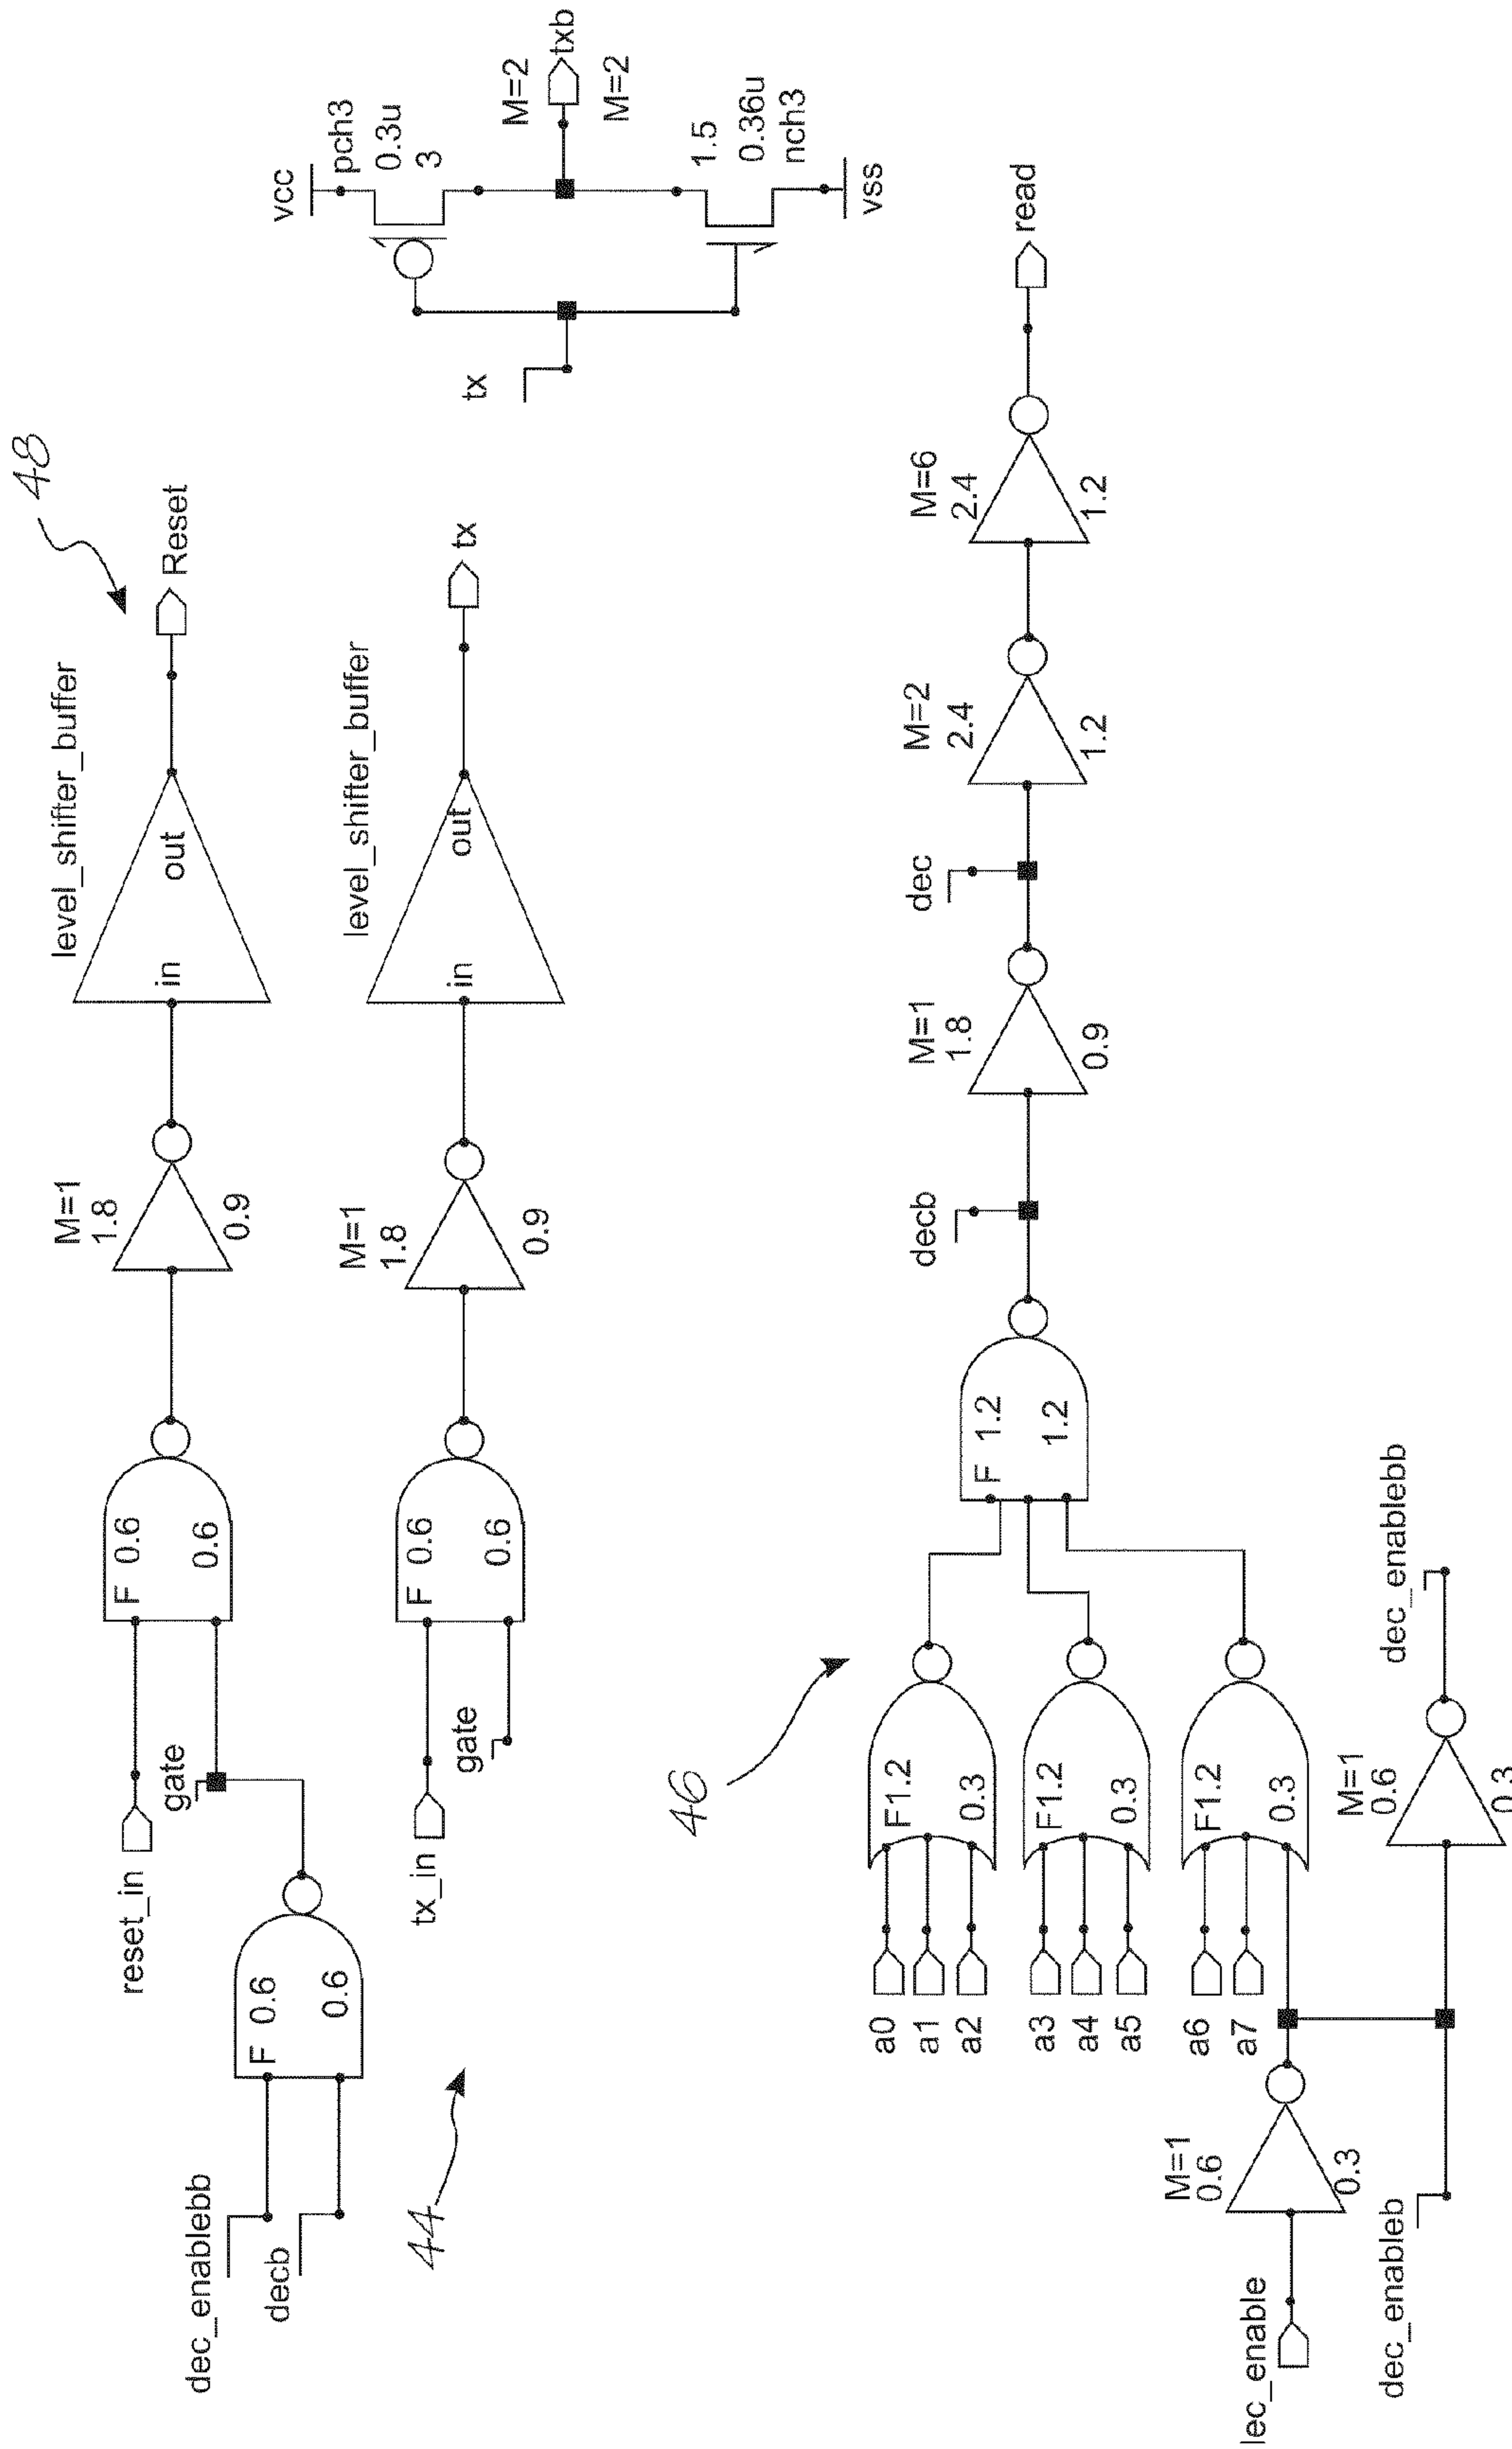 48
level_shifter_buffer
M=1
1.8
0.9
F 0.6
0.6
in
out
Reset
reset_in
gate
dec_enablebb
decb
F 0.6
0.6
44
level_shifter_buffer
M=1
1.8
0.9
F 0.6
0.6
in
out
tx
tx_in
gate
vcc
pch3
0.3u
3
M=2
txb
M=2
1.5
0.36u
nch3
vss
tx
46
a0
a1
a2
F1.2
0.3
a3
a4
a5
F1.2
0.3
a6
a7
F1.2
0.3
F 1.2
1.2
decb
M=1
1.8
0.9
dec
M=2
2.4
1.2
M=6
2.4
1.2
read
lec_enable
M=1
0.6
0.3
dec_enableb
M=1
0.6
0.3
dec_enablebb